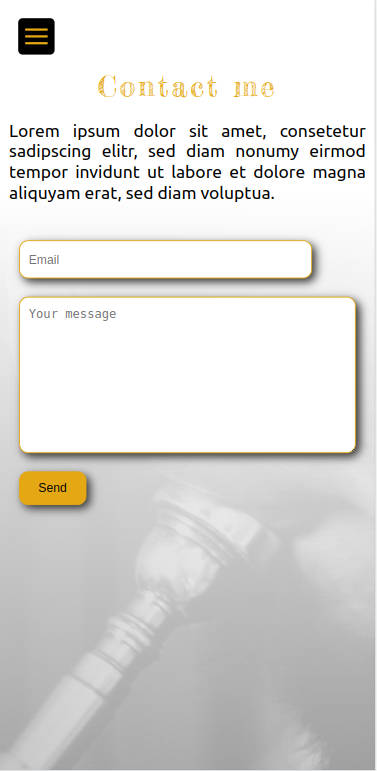 Contact me
Lorem ipsum dolor sit amet, consetetur
sadipscing elitr, sed diam nonumy eirmod
tempor invidunt ut labore et dolore magna
aliquyam erat, sed diam voluptua.
Email
Your message
Send